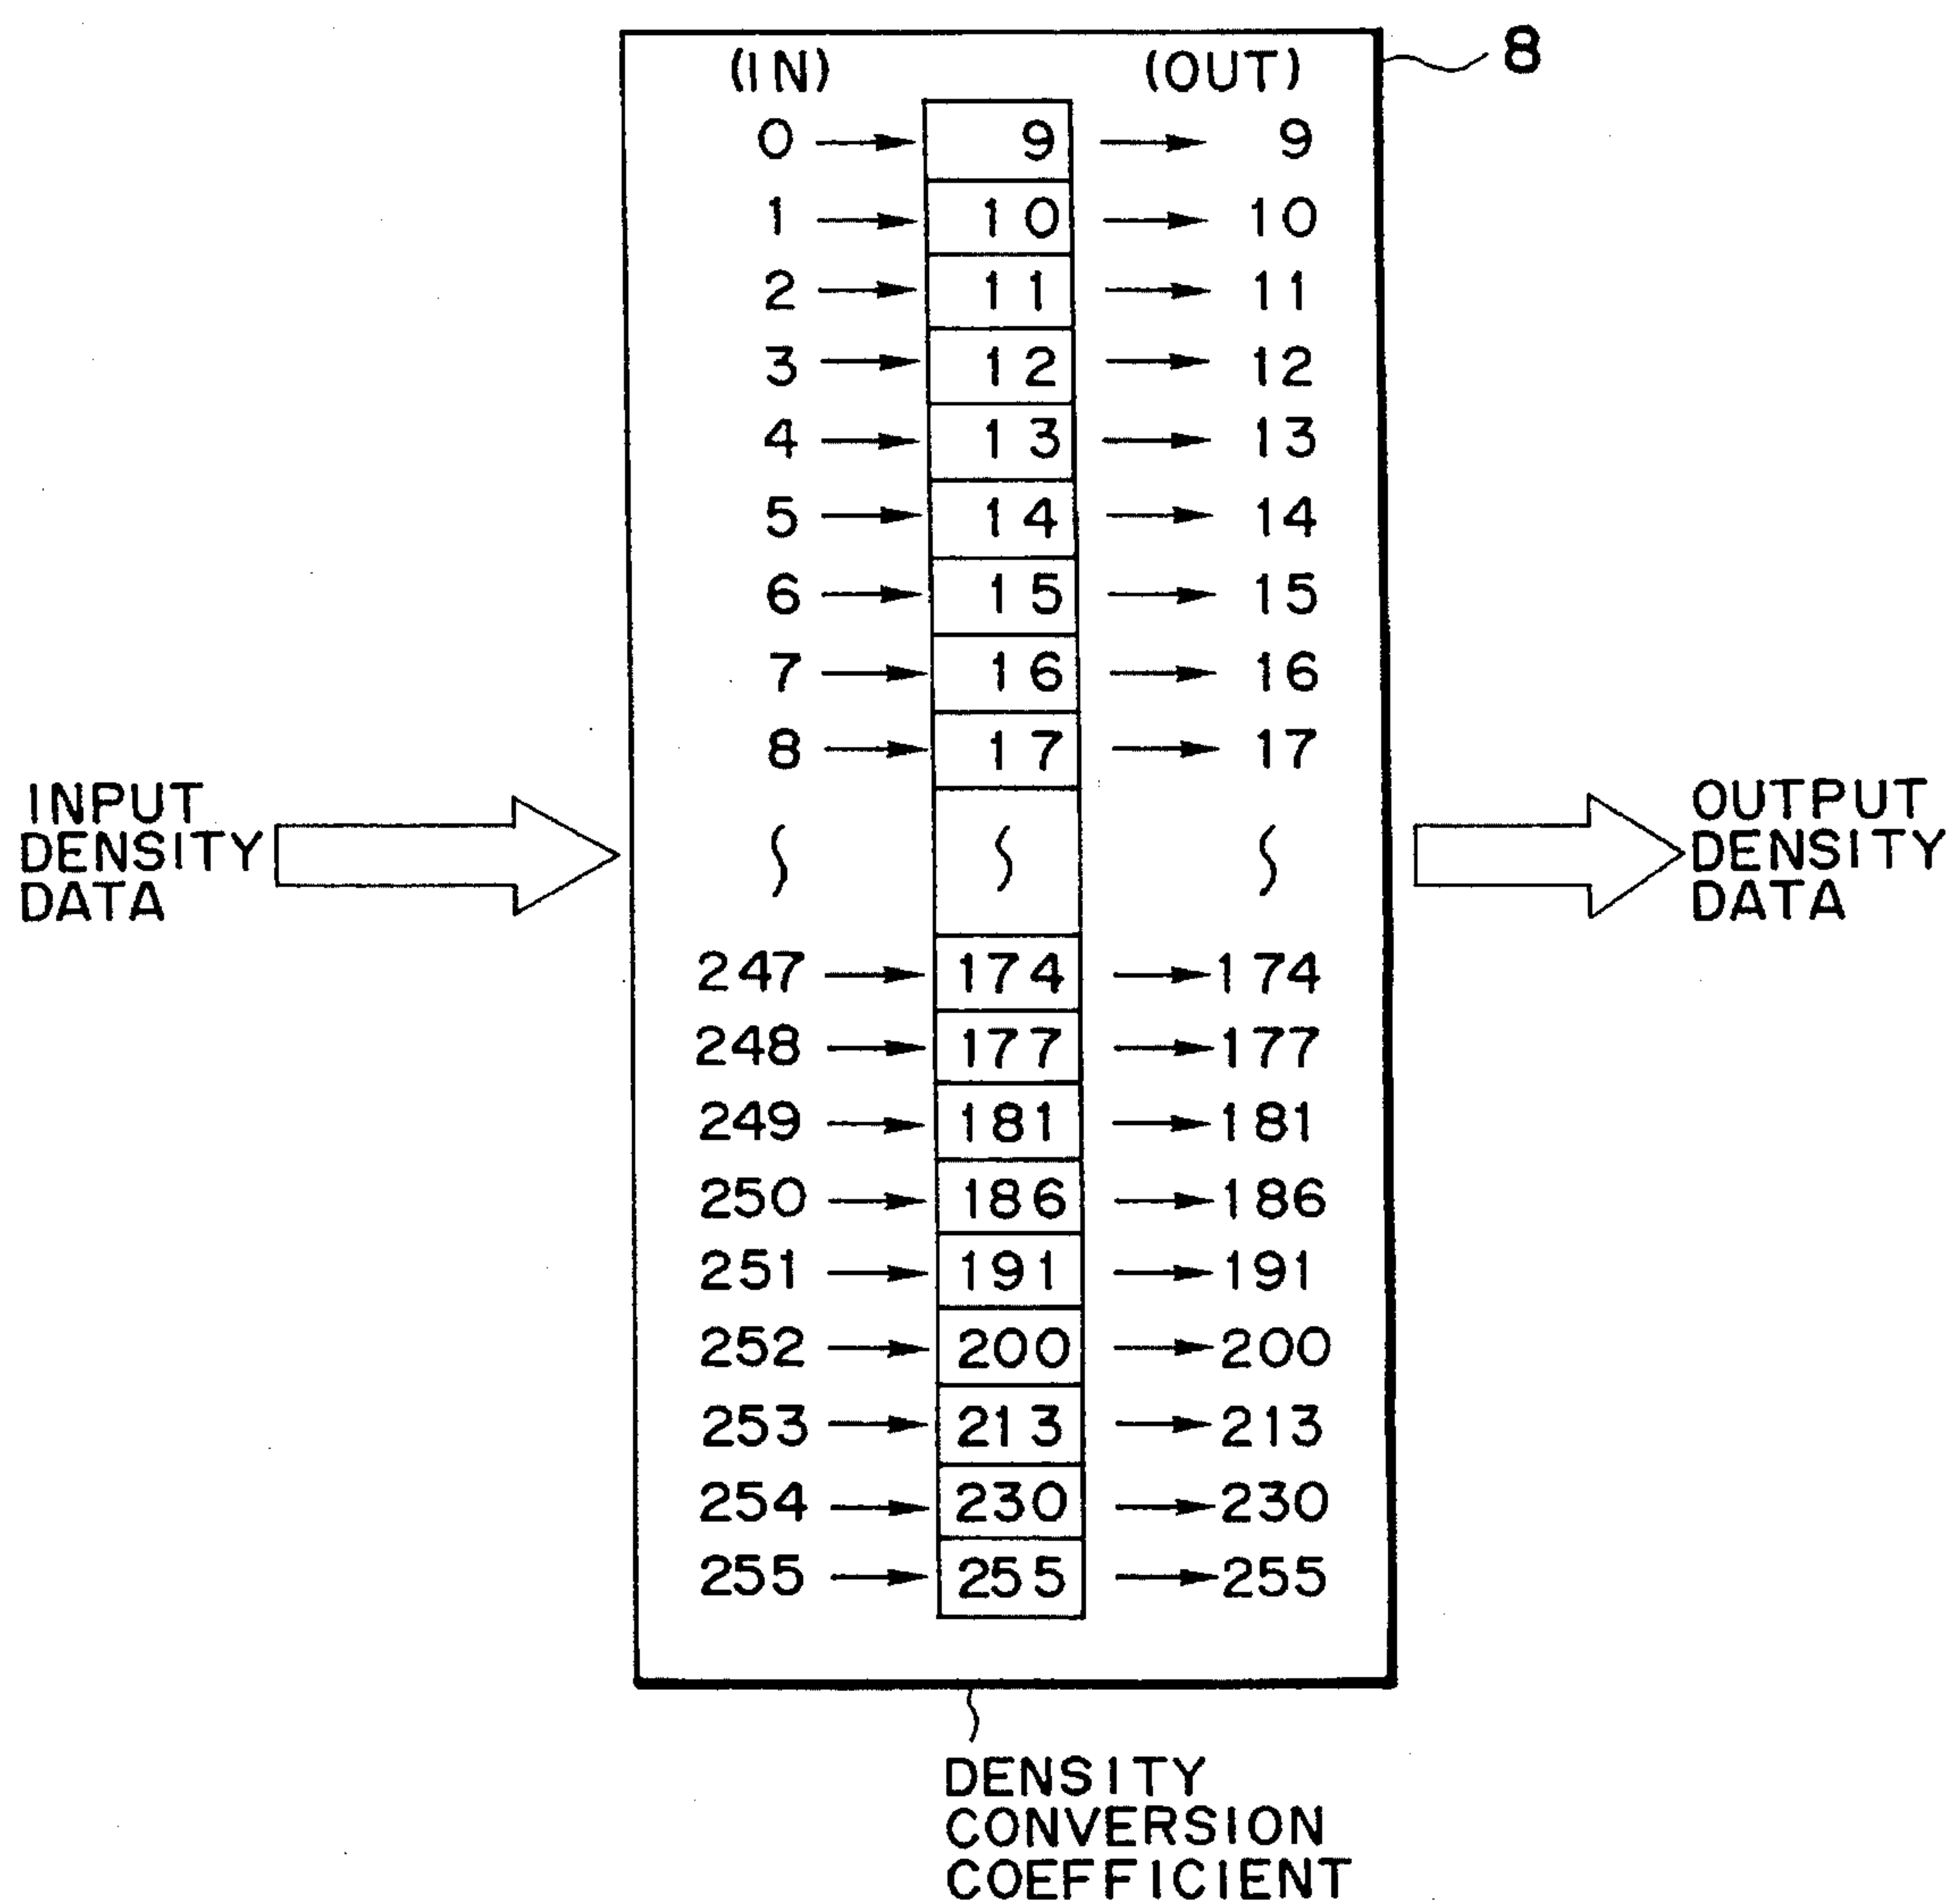 8
(IN) (OUT)
0 9 9
1 10 10
2 11 11
3 12 12
4 13 13
5 14 14
6 15 15
7 16 16
8 17 17
INPUT
DENSITY
DATA
OUTPUT
DENSITY
DATA
247 174 174
248 177 177
249 181 181
250 186 186
251 191 191
252 200 200
253 213 213
254 230 230
255 255 255
DENSITY
CONVERSION
COEFFICIENT